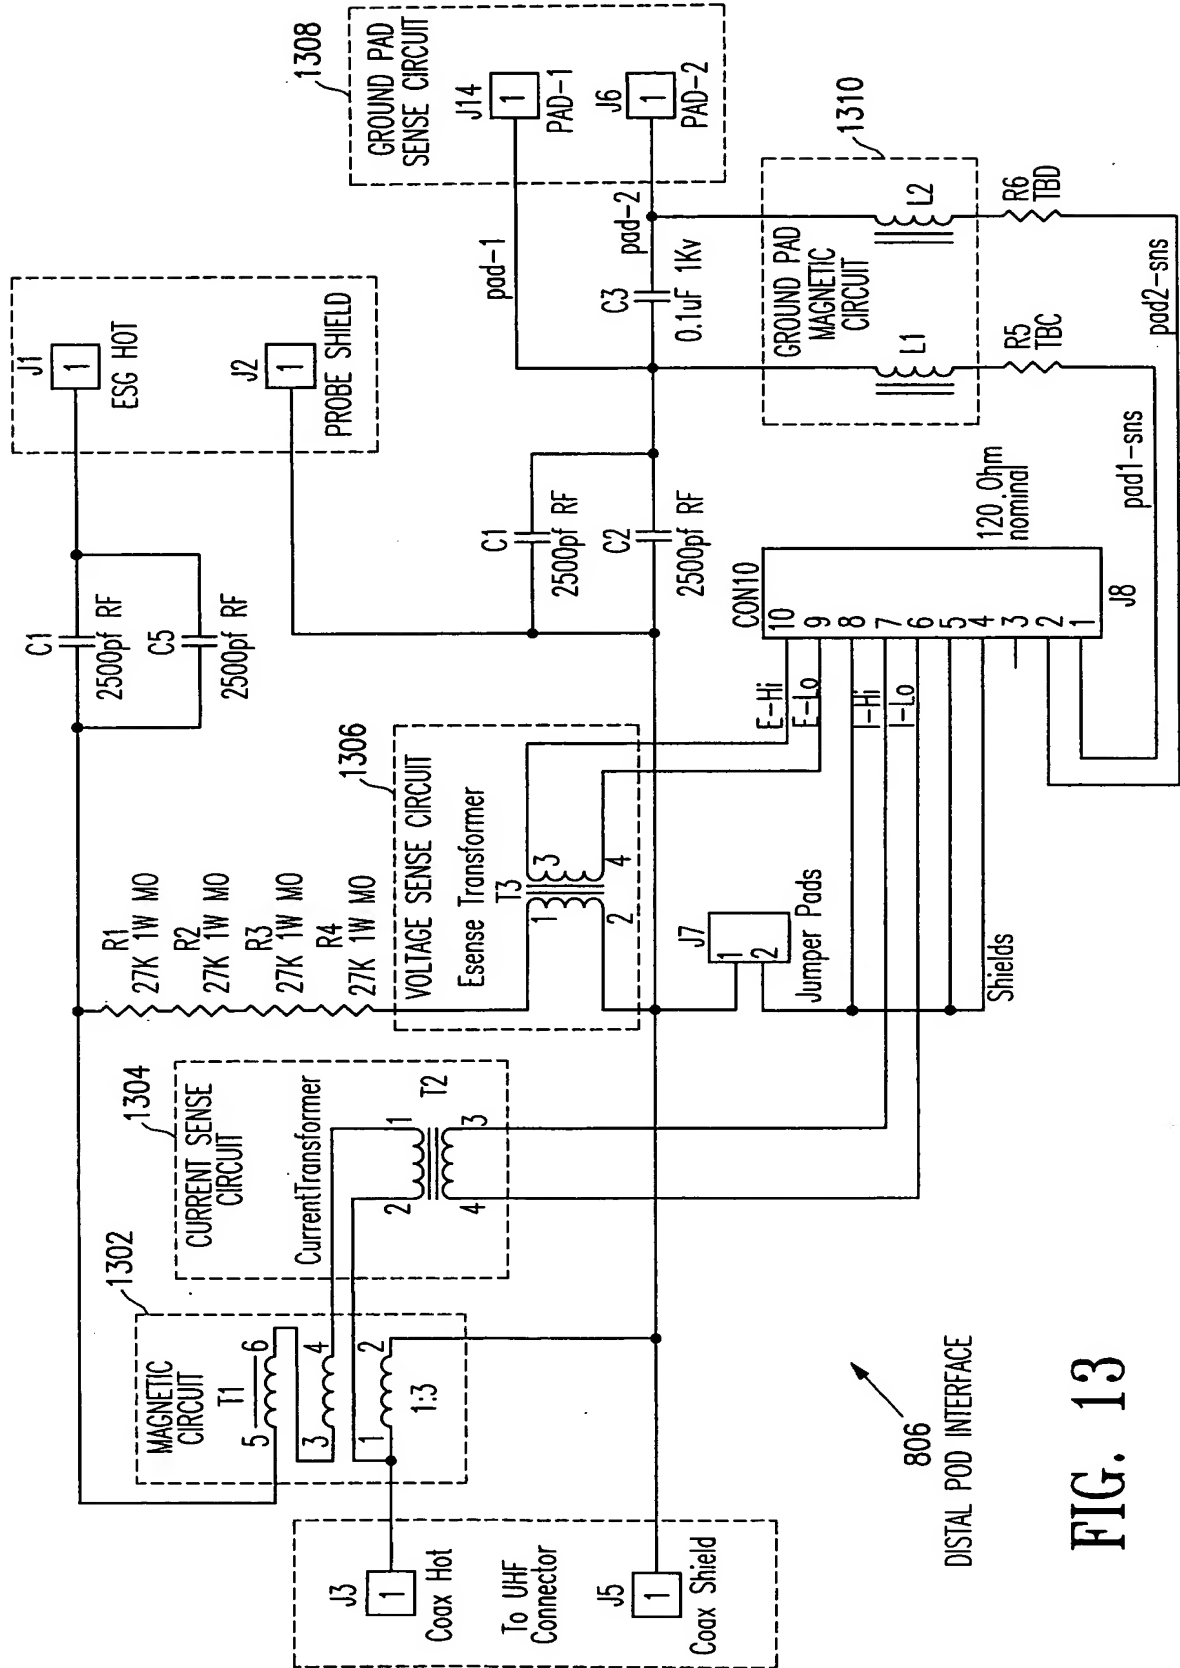 J3
1
Coax Hot
To UHF
Connector
J5
1
Coax Shield
1302
MAGNETIC
CIRCUIT
T1
5
6
3
4
1
2
1:3
1304
CURRENT SENSE
CIRCUIT
CurrentTransformer
2
1
T2
4
3
R1
27K 1W MO
R2
27K 1W MO
R3
27K 1W MO
R4
27K 1W MO
1306
VOLTAGE SENSE CIRCUIT
Esense Transformer
T3
1
3
2
4
J7
1
2
Jumper Pads
Shields
C1
2500pf RF
C5
2500pf RF
J1
1
ESG HOT
J2
1
PROBE SHIELD
C1
2500pf RF
C2
2500pf RF
1308
GROUND PAD
SENSE CIRCUIT
J14
1
PAD-1
J6
1
PAD-2
pad-1
pad-2
C3
0.1uF 1Kv
1310
GROUND PAD
MAGNETIC
CIRCUIT
L1
L2
R5
TBC
R6
TBD
pad1-sns
pad2-sns
E-Hi
E-Lo
I-Hi
I-Lo
CON10
10
9
8
7
6
5
4
3
2
1
J8
120 Ohm
nominal
806
DISTAL POD INTERFACE
FIG. 13